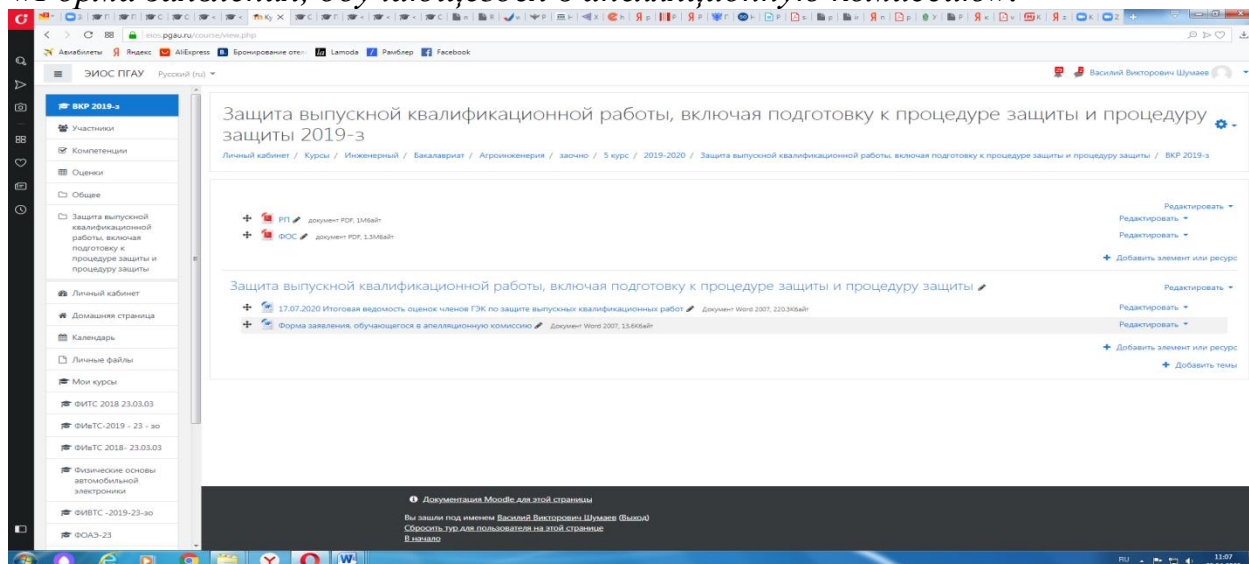 «Форма заявления, обучающегося в апелляционную комиссию».
eios.pgau.ru/course/view.php
Авиабилеты Яндекс AliExpress Бронирование отел Lamoda Рамблер Facebook
ЭИОС ПГАУ Русский (ru)
Василий Викторович Шумаев
ВКР 2019-з
Участники
Компетенции
Оценки
Общее
Защита выпускной
квалификационной
работы, включая
подготовку к
процедуре защиты и
процедуру защиты
Личный кабинет
Домашняя страница
Календарь
Личные файлы
Мои курсы
ФИТС 2018 23.03.03
ФИвТС-2019 - 23 - зо
ФИвТС 2018- 23.03.03
Физические основы
автомобильной
электроники
ФИВТС -2019-23-зо
ФОАЭ-23
Защита выпускной квалификационной работы, включая подготовку к процедуре защиты и процедуру
защиты 2019-з
Личный кабинет / Курсы / Инженерный / Бакалавриат / Агроинженерия / заочно / 5 курс / 2019-2020 / Защита выпускной квалификационной работы, включая подготовку к процедуре защиты и процедуру защиты / ВКР 2019-з
Редактировать
РП документ PDF, 1Мбайт Редактировать
ФОС документ PDF, 1.3Мбайт Редактировать
Добавить элемент или ресурс
Защита выпускной квалификационной работы, включая подготовку к процедуре защиты и процедуру защиты Редактировать
17.07.2020 Итоговая ведомость оценок членов ГЭК по защите выпускных квалификационных работ Документ Word 2007, 220.3Кбайт Редактировать
Форма заявления, обучающегося в апелляционную комиссию Документ Word 2007, 13.6Кбайт Редактировать
Добавить элемент или ресурс
Добавить темы
Документация Moodle для этой страницы
Вы зашли под именем Василий Викторович Шумаев (Выход)
Сбросить тур для пользователя на этой странице
В начало
RU 11:07